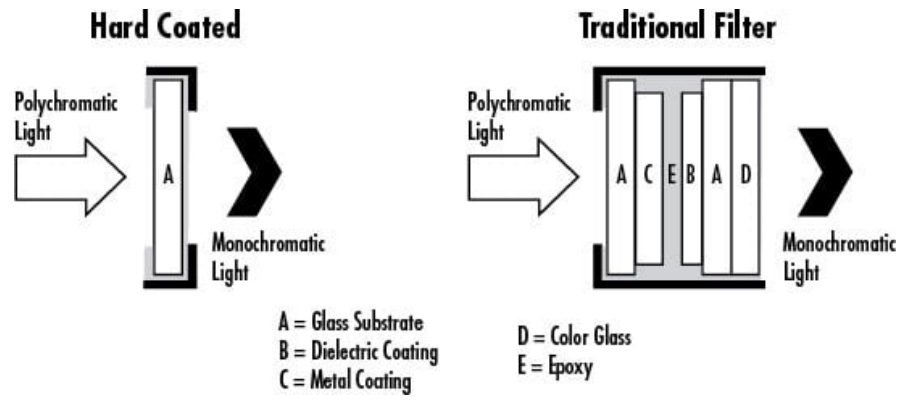 Hard Coated
Traditional Filter
Polychromatic
Light
A
Monochromatic
Light
Polychromatic
Light
A C E B A D
Monochromatic
Light
A = Glass Substrate
B = Dielectric Coating
C = Metal Coating
D = Color Glass
E = Epoxy